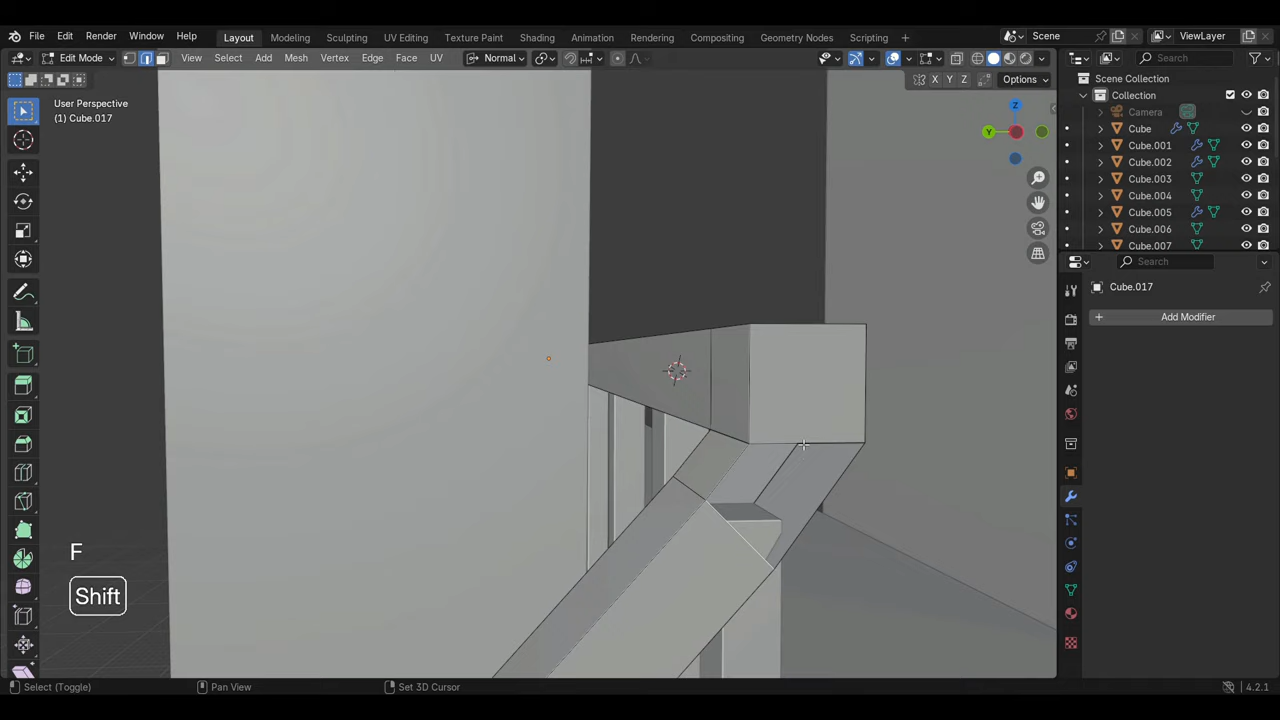 File Edit Render Window Help Layout Modeling Sculpting UV Editing Texture Paint Shading Animation Rendering Compositing Geometry Nodes Scripting + Scene ViewLayer
Edit Mode View Select Add Mesh Vertex Edge Face UV Normal Search
X Y Z Options
Scene Collection
User Perspective
(1) Cube.017
Collection
Camera
Cube
Cube.001
Cube.002
Cube.003
Cube.004
Cube.005
Cube.006
Cube.007
Z
Y
Search
Cube.017
+ Add Modifier
F
Shift
Select (Toggle) Pan View Set 3D Cursor 4.2.1